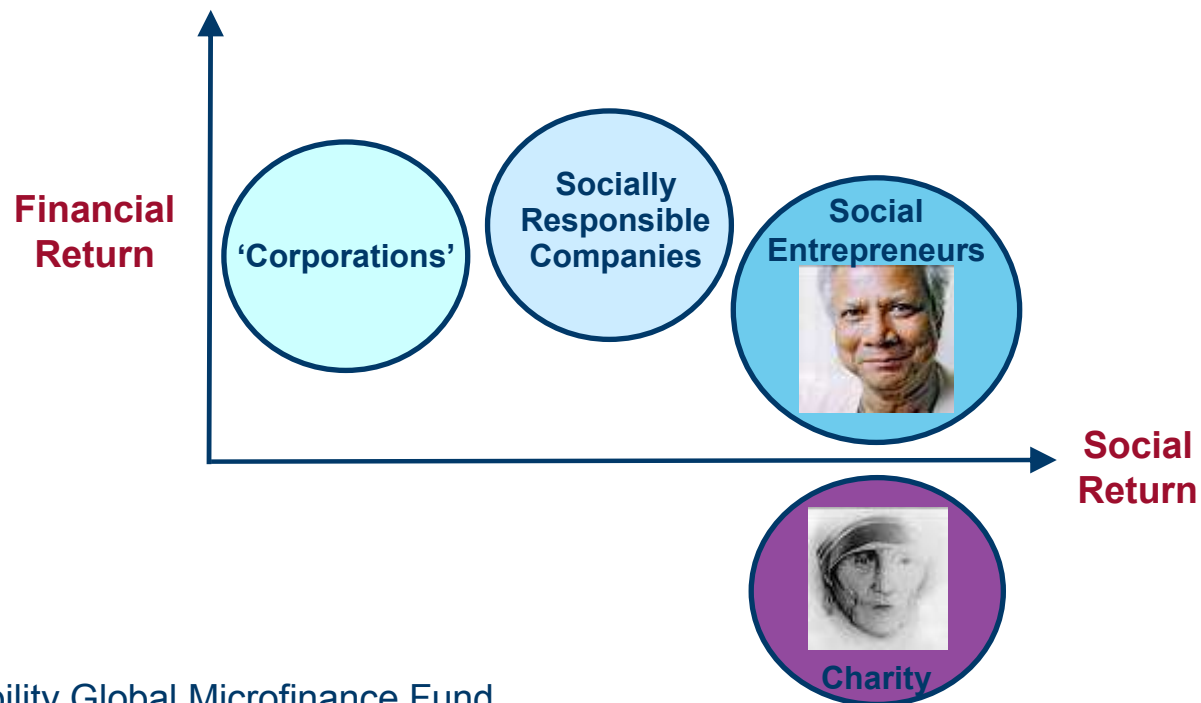 Financial
Return
‘Corporations’
Socially
Responsible
Companies
Social
Entrepreneurs
Social
Return
Charity
Global Microfinance Fund